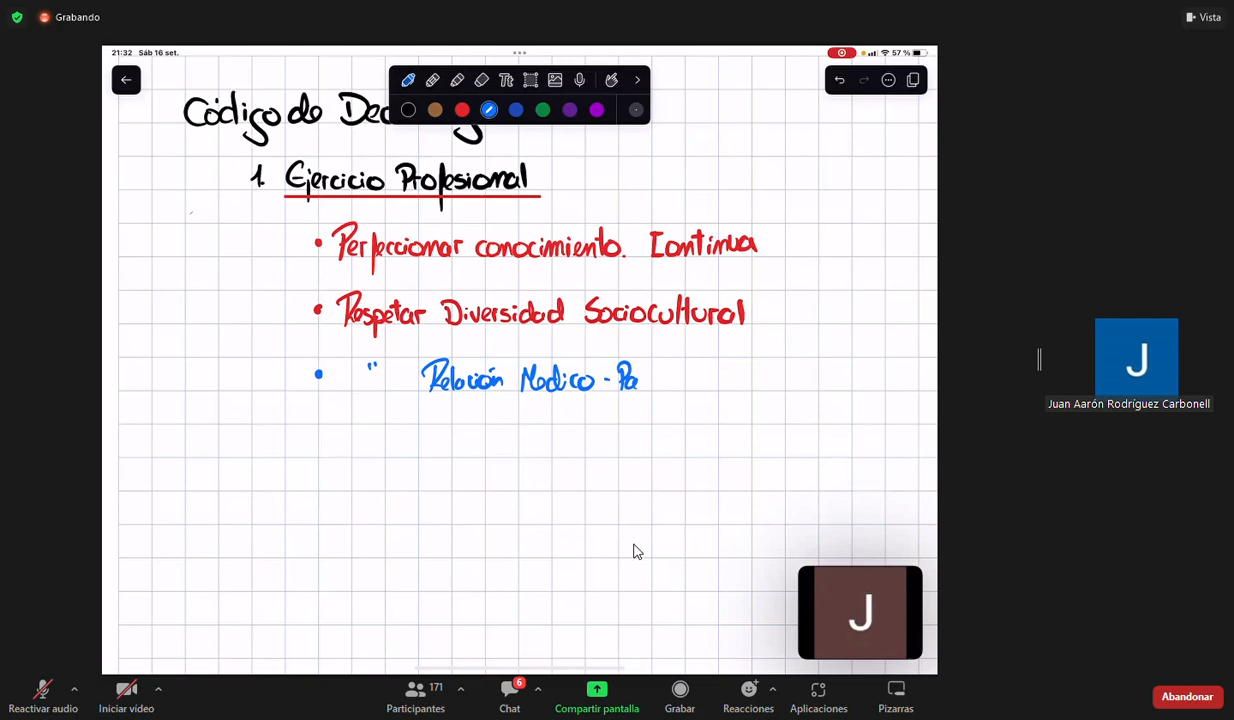 Grabando
Vista
21:32 Sáb 16 set.
57 %
Tt
Código de
1. Ejercicio Profesional
• Perfeccionar conocimiento. Continua
• Respetar Diversidad Sociocultural
• " Relación Medico - Pa
J
Juan Aarón Rodríguez Carbonell
J
Reactivar audio
Iniciar vídeo
171
Participantes
6
Chat
Compartir pantalla
Grabar
Reacciones
Aplicaciones
Pizarras
Abandonar